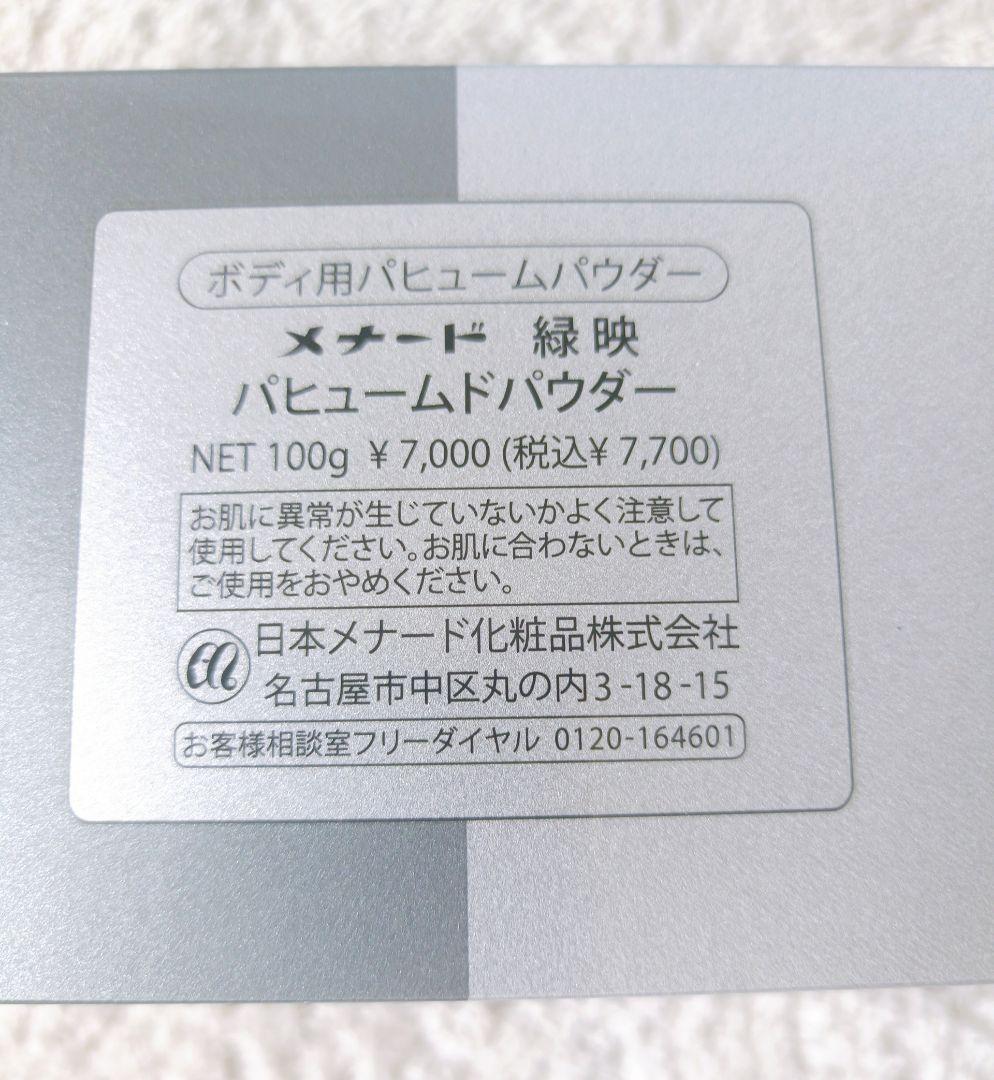 ボディ用パヒュームパウダー
メナード 緑映
パヒュームドパウダー
NET 100g ¥7,000 (税込¥7,700)
お肌に異常が生じていないかよく注意して
使用してください。お肌に合わないときは、
ご使用をおやめください。
日本メナード化粧品株式会社
名古屋市中区丸の内3-18-15
お客様相談室フリーダイヤル 0120-164601